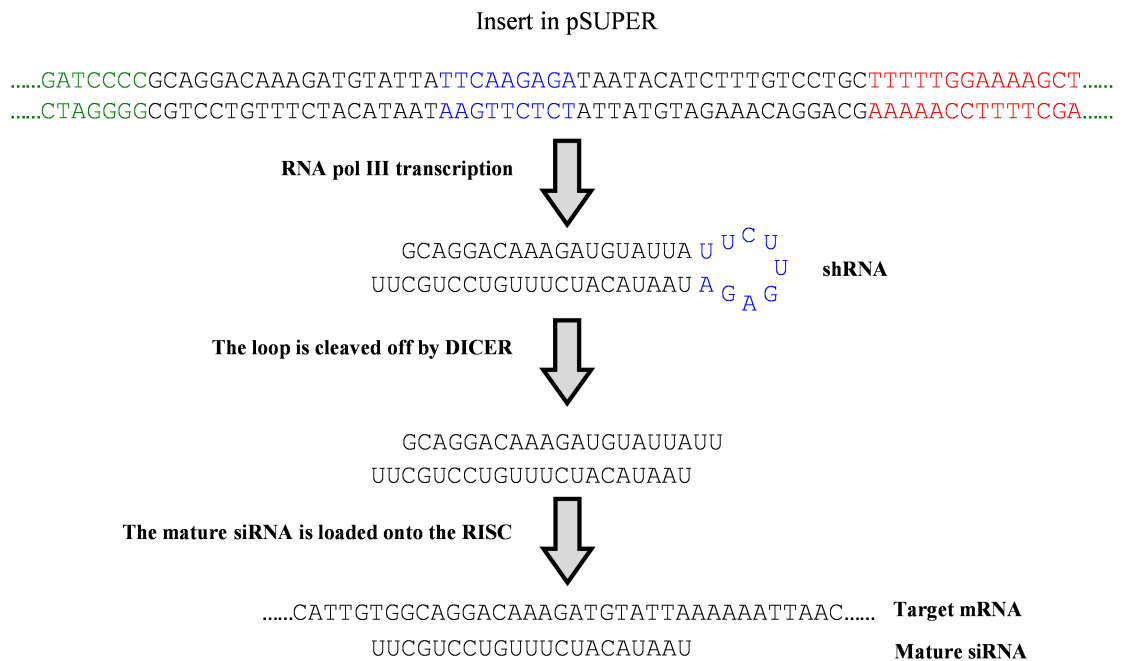 Insert in pSUPER
......GATCCCCGCAGGACAAAGATGTATTATTCAAGAGATAATACATCTTTGTCCTGCTTTTTGGAAAAGCT......
......CTAGGGGCGTCCTGTTTCTACATAATAAGTTCTCTATTATGTAGAAACAGGACGAAAAACCTTTTCGA......
RNA pol III transcription
GCAGGACAAAGAUGUAUUA U U C U
U
UUCGUCCUGUUUCUACAUAAU A G A G
shRNA
The loop is cleaved off by DICER
GCAGGACAAAGAUGUAUUAUU
UUCGUCCUGUUUCUACAUAAU
The mature siRNA is loaded onto the RISC
......CATTGTGGCAGGACAAAGATGTATTAAAAAATTAAC...... Target mRNA
UUCGUCCUGUUUCUACAUAAU Mature siRNA